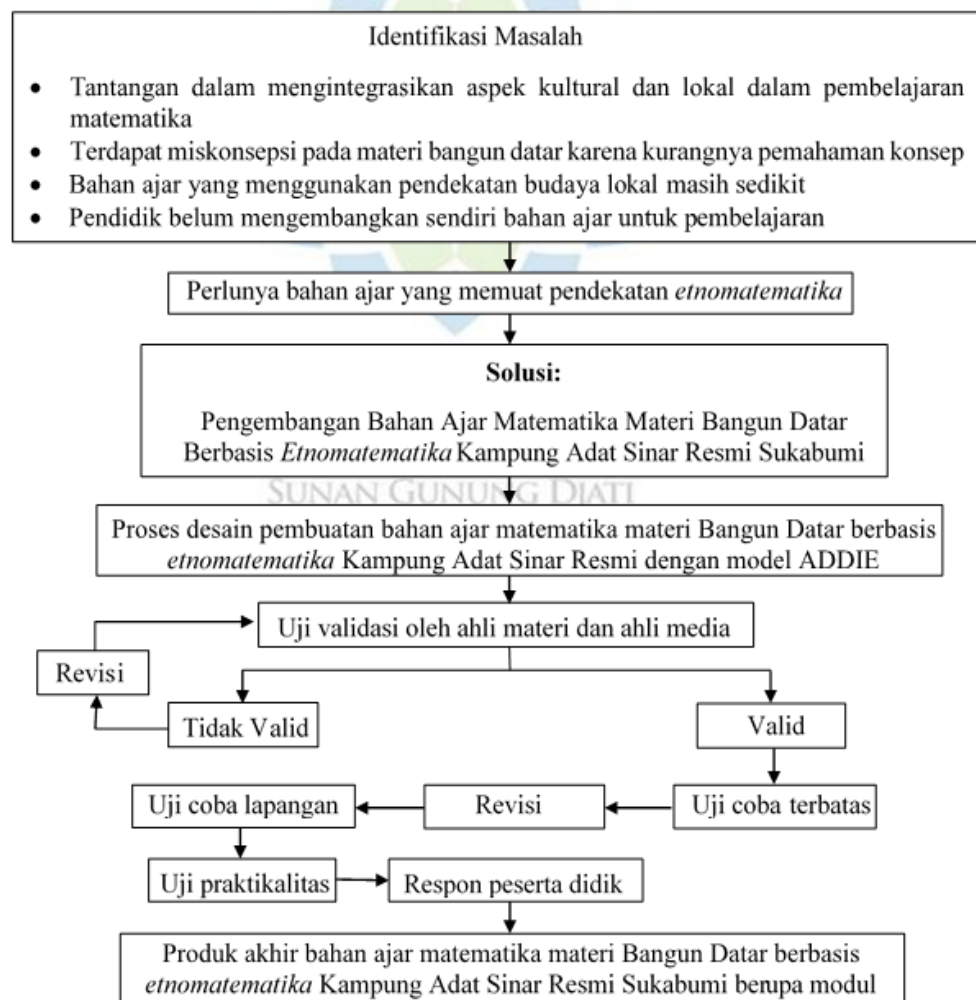 Identifikasi Masalah
• Tantangan dalam mengintegrasikan aspek kultural dan lokal dalam pembelajaran
matematika
• Terdapat miskonsepsi pada materi bangun datar karena kurangnya pemahaman konsep
• Bahan ajar yang menggunakan pendekatan budaya lokal masih sedikit
• Pendidik belum mengembangkan sendiri bahan ajar untuk pembelajaran
Perlunya bahan ajar yang memuat pendekatan etnomatematika
Solusi:
Pengembangan Bahan Ajar Matematika Materi Bangun Datar
Berbasis Etnomatematika Kampung Adat Sinar Resmi Sukabumi
SUNAN GUNUNG DJATI
Proses desain pembuatan bahan ajar matematika materi Bangun Datar berbasis
etnomatematika Kampung Adat Sinar Resmi dengan model ADDIE
Uji validasi oleh ahli materi dan ahli media
Revisi
Tidak Valid
Valid
Uji coba lapangan
Revisi
Uji coba terbatas
Uji praktikalitas
Respon peserta didik
Produk akhir bahan ajar matematika materi Bangun Datar berbasis
etnomatematika Kampung Adat Sinar Resmi Sukabumi berupa modul